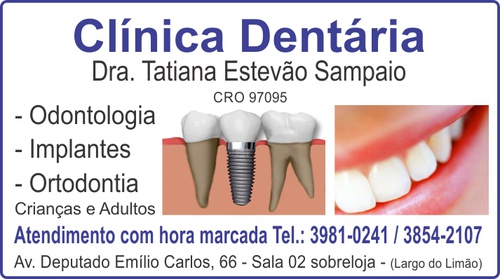 Clínica Dentária
Dra. Tatiana Estevão Sampaio
CRO 97095
- Odontologia
- Implantes
- Ortodontia
Crianças e Adultos
Atendimento com hora marcada Tel.: 3981-0241 / 3854-2107
Av. Deputado Emílio Carlos, 66 - Sala 02 sobreloja - (Largo do Limão)